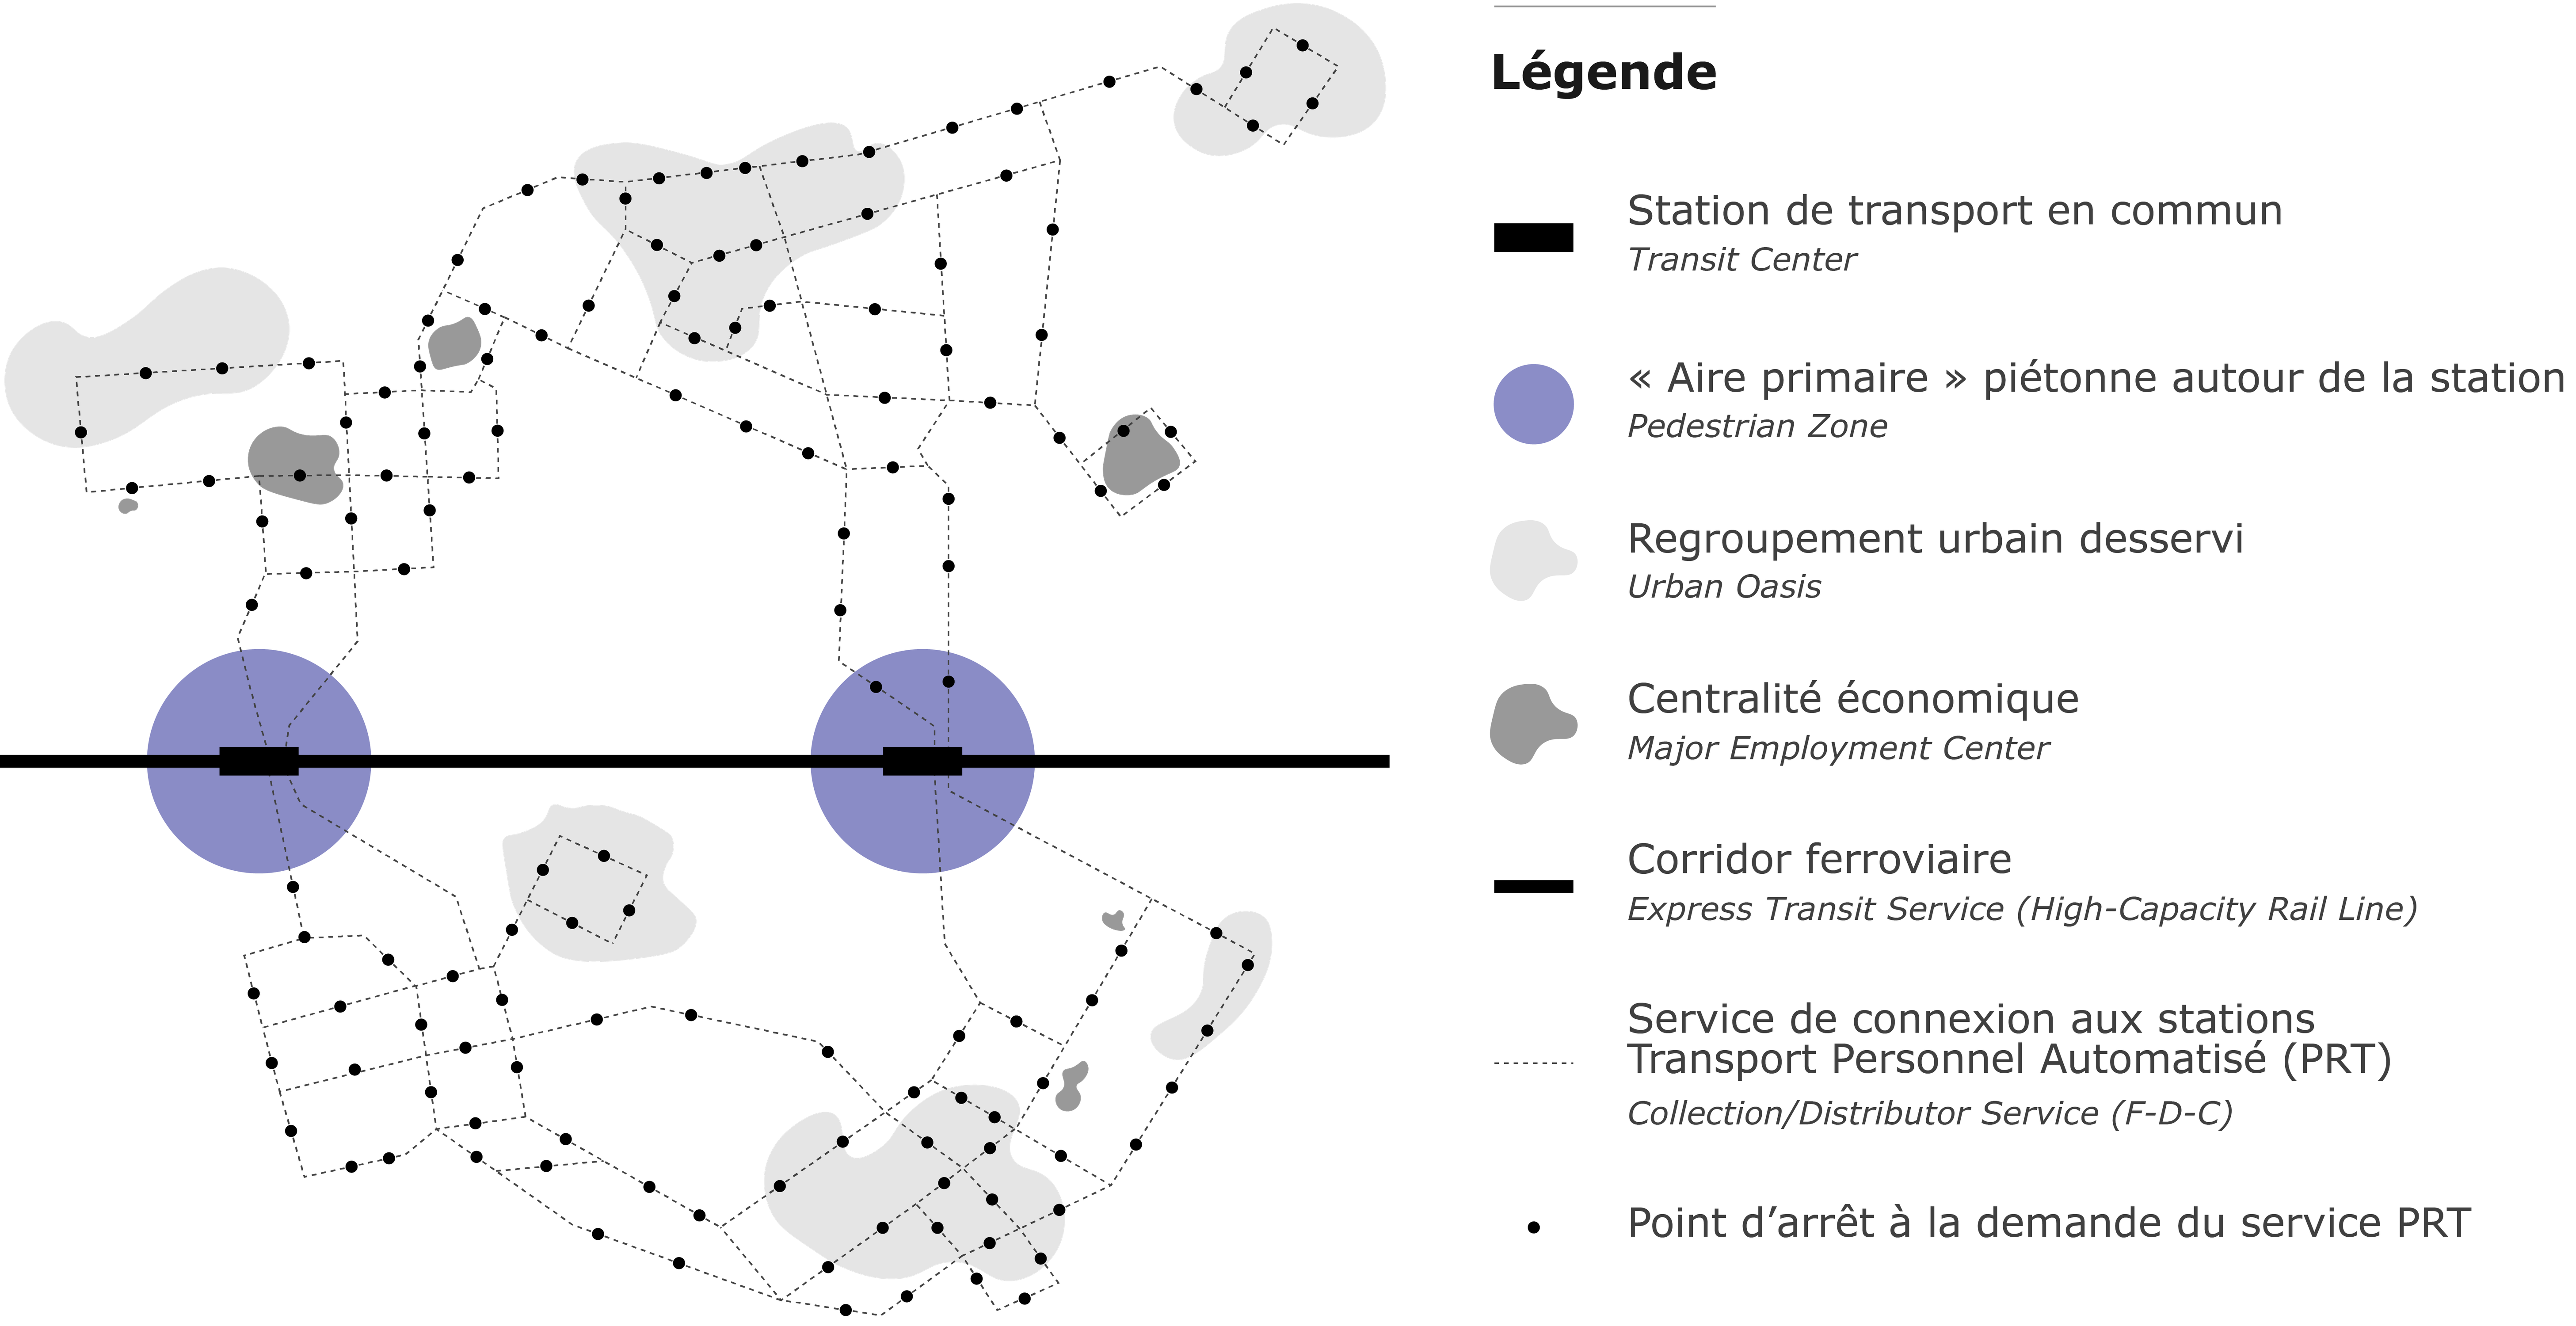 Légende
Station de transport en commun
Transit Center
« Aire primaire » piétonne autour de la station
Pedestrian Zone
Regroupement urbain desservi
Urban Oasis
Centralité économique
Major Employment Center
Corridor ferroviaire
Express Transit Service (High-Capacity Rail Line)
Service de connexion aux stations
Transport Personnel Automatisé (PRT)
Collection/Distributor Service (F-D-C)
Point d’arrêt à la demande du service PRT